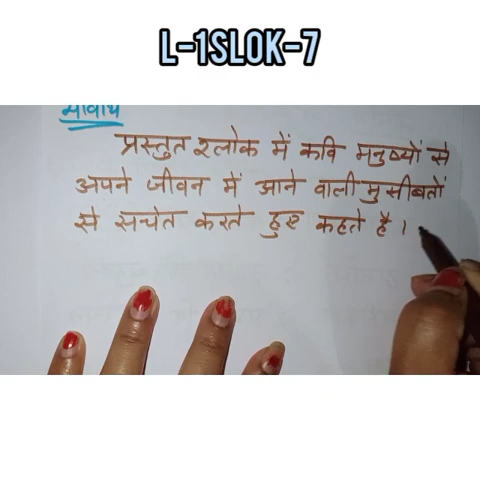 L-1SLOK-7
भावार्थ
प्रस्तुत श्लोक में कवि मनुष्यों से
अपने जीवन में आने वाली मुसीबतों
से सचेत करते हुए कहते है ।